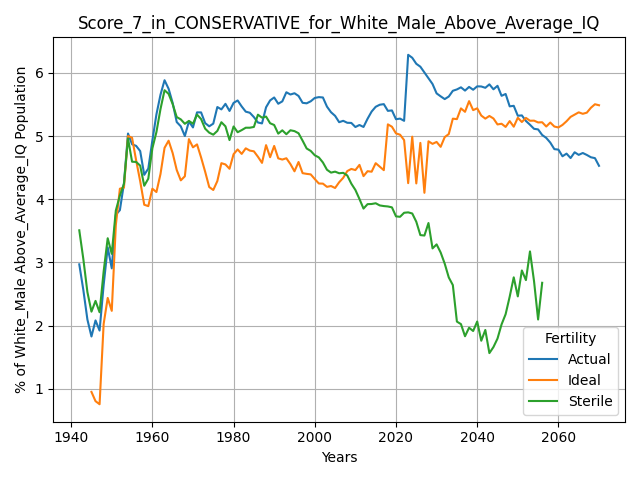 Score_7_in_CONSERVATIVE_for_White_Male_Above_Average_IQ
% of White_Male Above_Average_IQ Population
6
5
4
3
2
1
1940 1960 1980 2000 2020 2040 2060
Years
Fertility
Actual
Ideal
Sterile